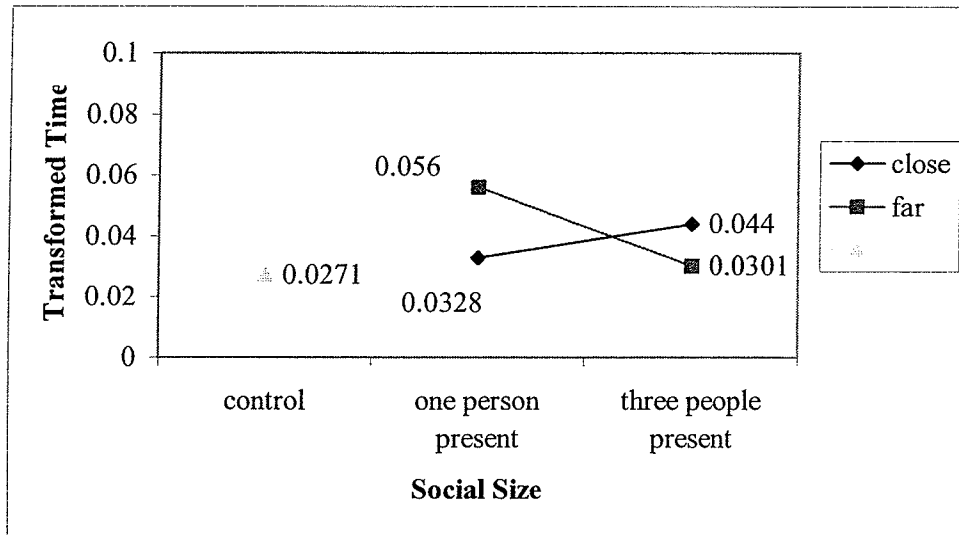 0.1
0.08
0.06
0.04
0.02
0
Transformed Time
0.056
0.044
0.0271
0.0301
0.0328
control
one person
present
three people
present
Social Size
close
far